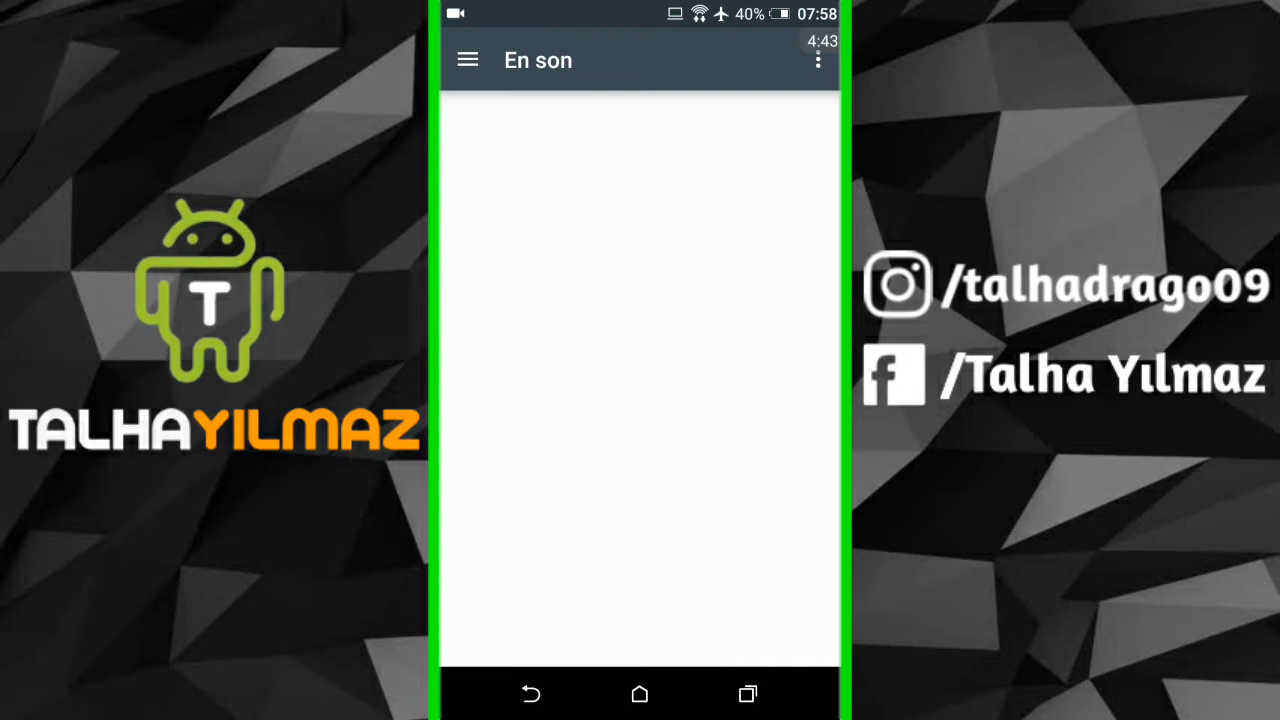 40% 07:58
4:43
En son
T
TALHAYILMAZ
/talhadrago09
f /Talha Yılmaz